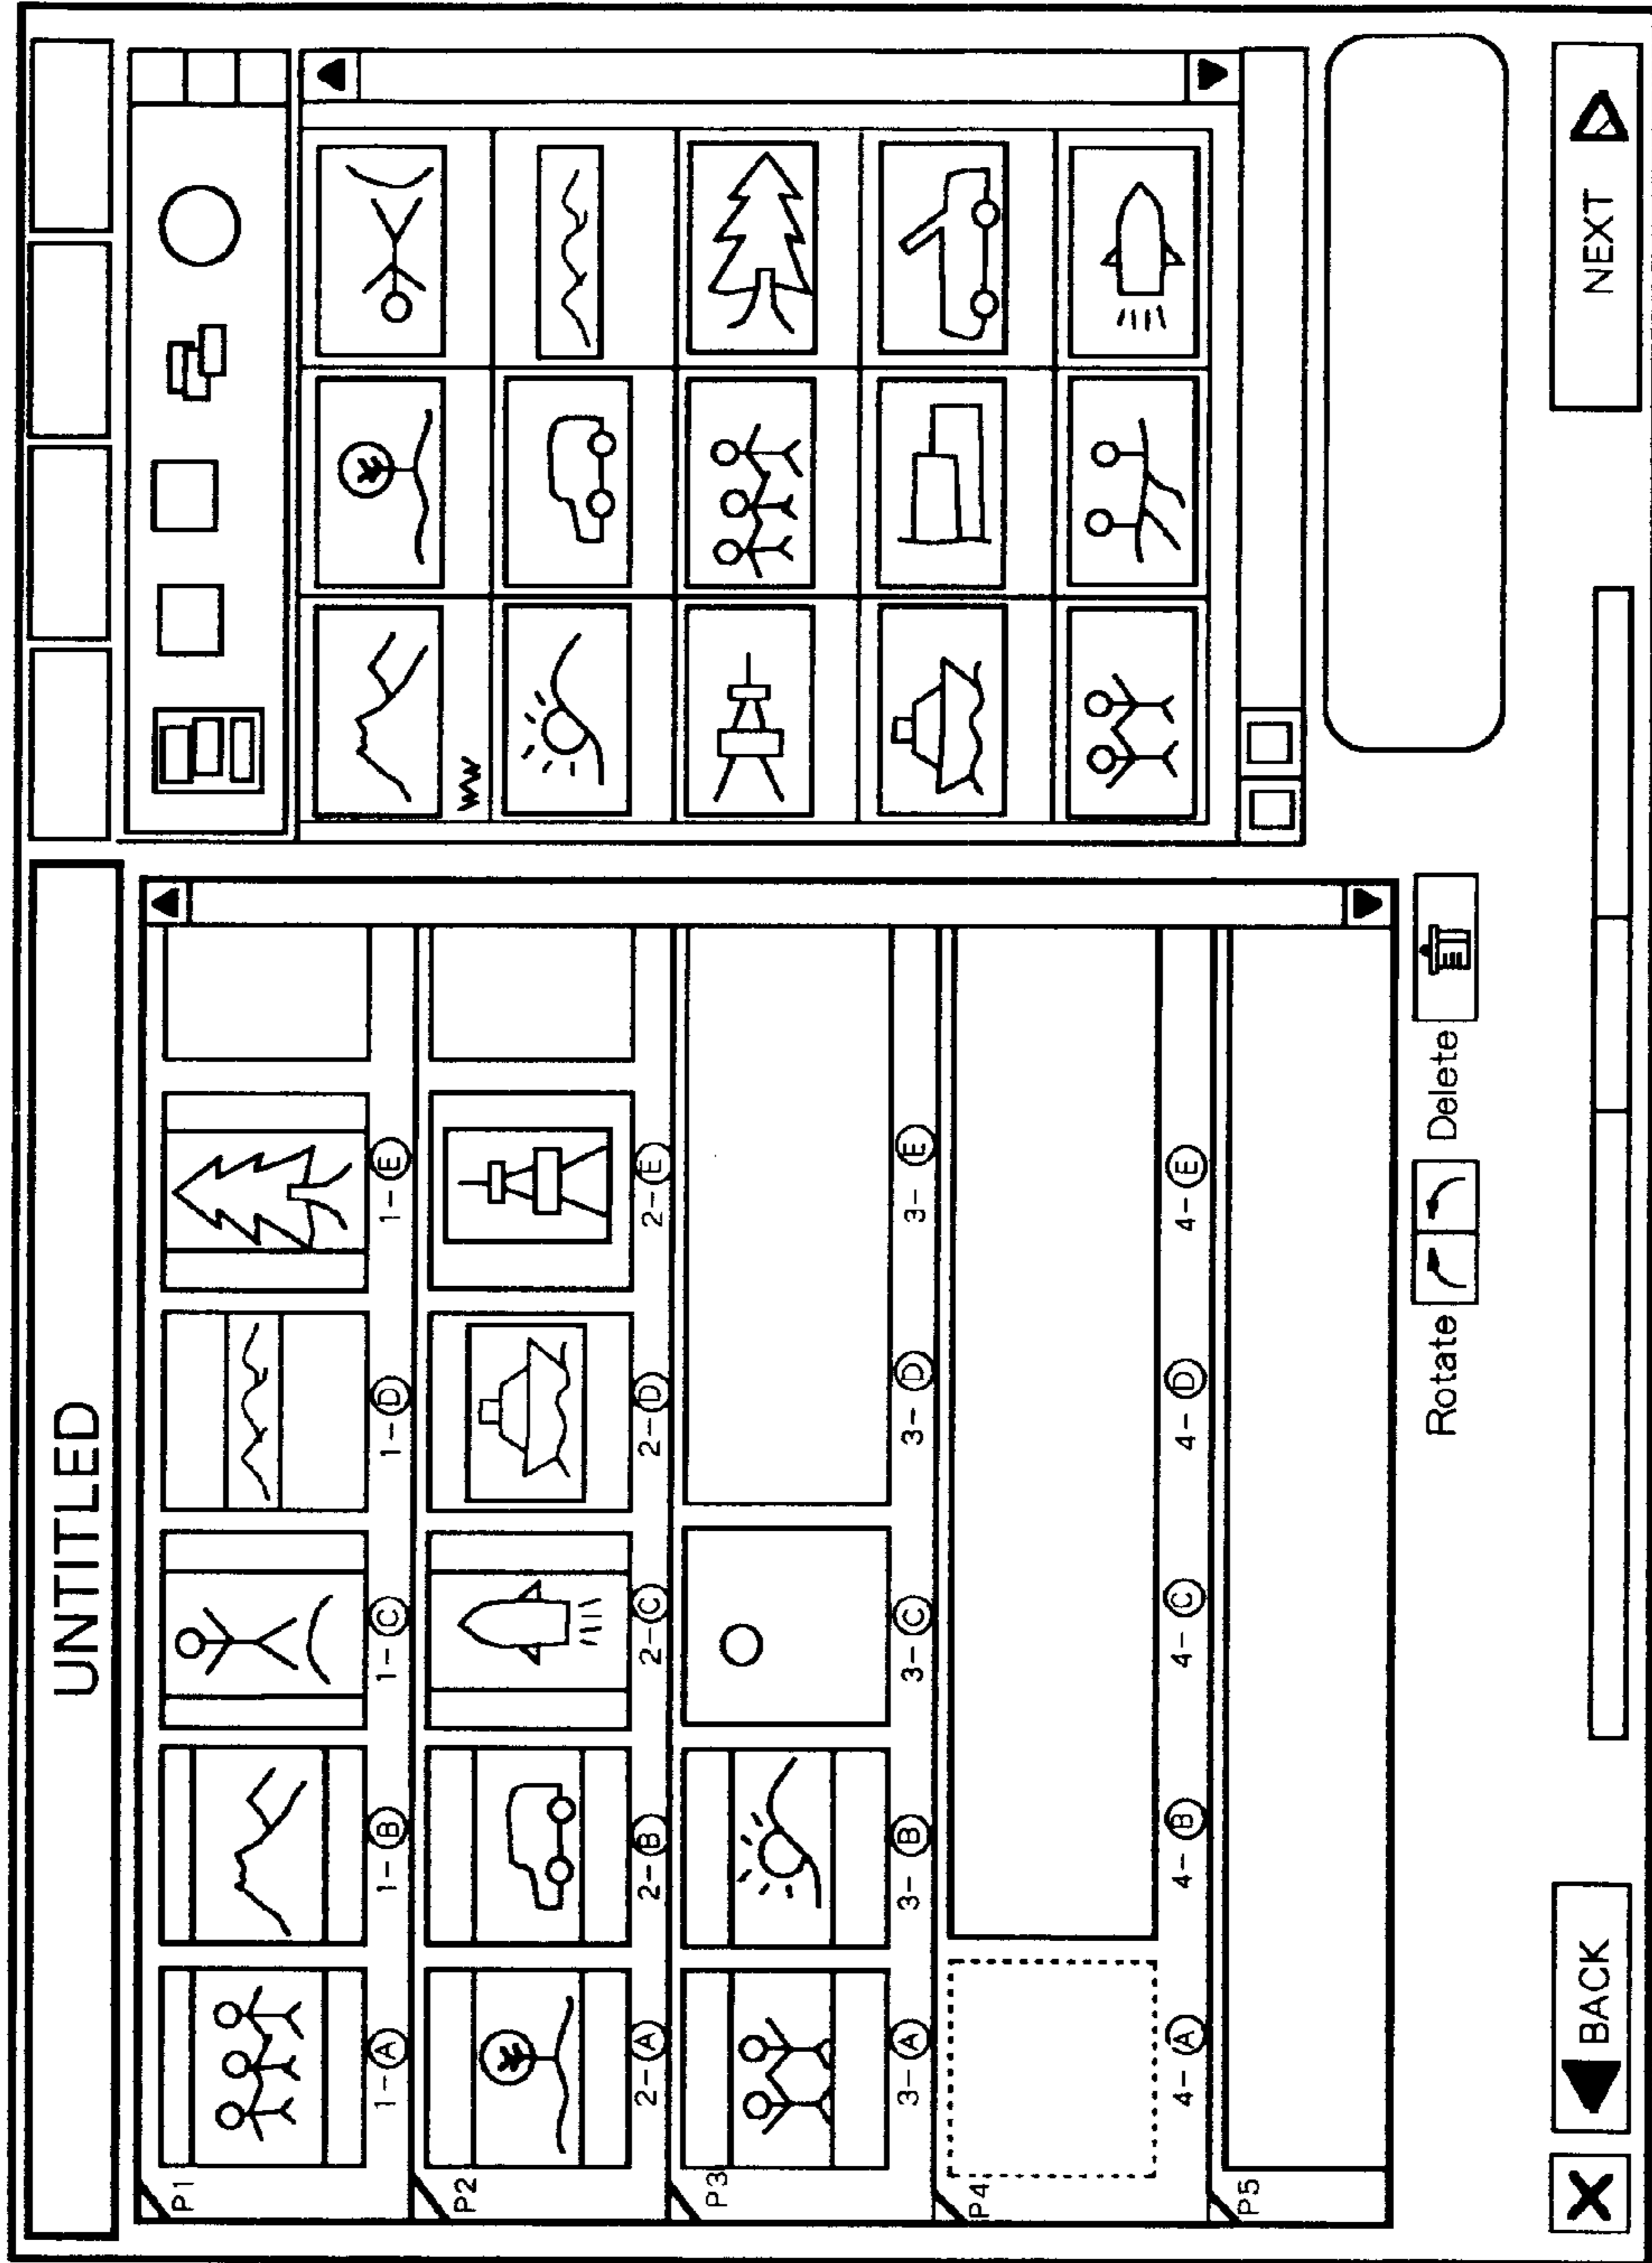 UNTITLED
P1
1-Ⓐ 1-Ⓑ 1-Ⓒ 1-Ⓓ 1-Ⓔ
P2
2-Ⓐ 2-Ⓑ 2-Ⓒ 2-Ⓓ 2-Ⓔ
P3
3-Ⓐ 3-Ⓑ 3-Ⓒ 3-Ⓓ 3-Ⓔ
P4
4-Ⓐ 4-Ⓑ 4-Ⓒ 4-Ⓓ 4-Ⓔ
P5
Rotate Delete
X BACK NEXT